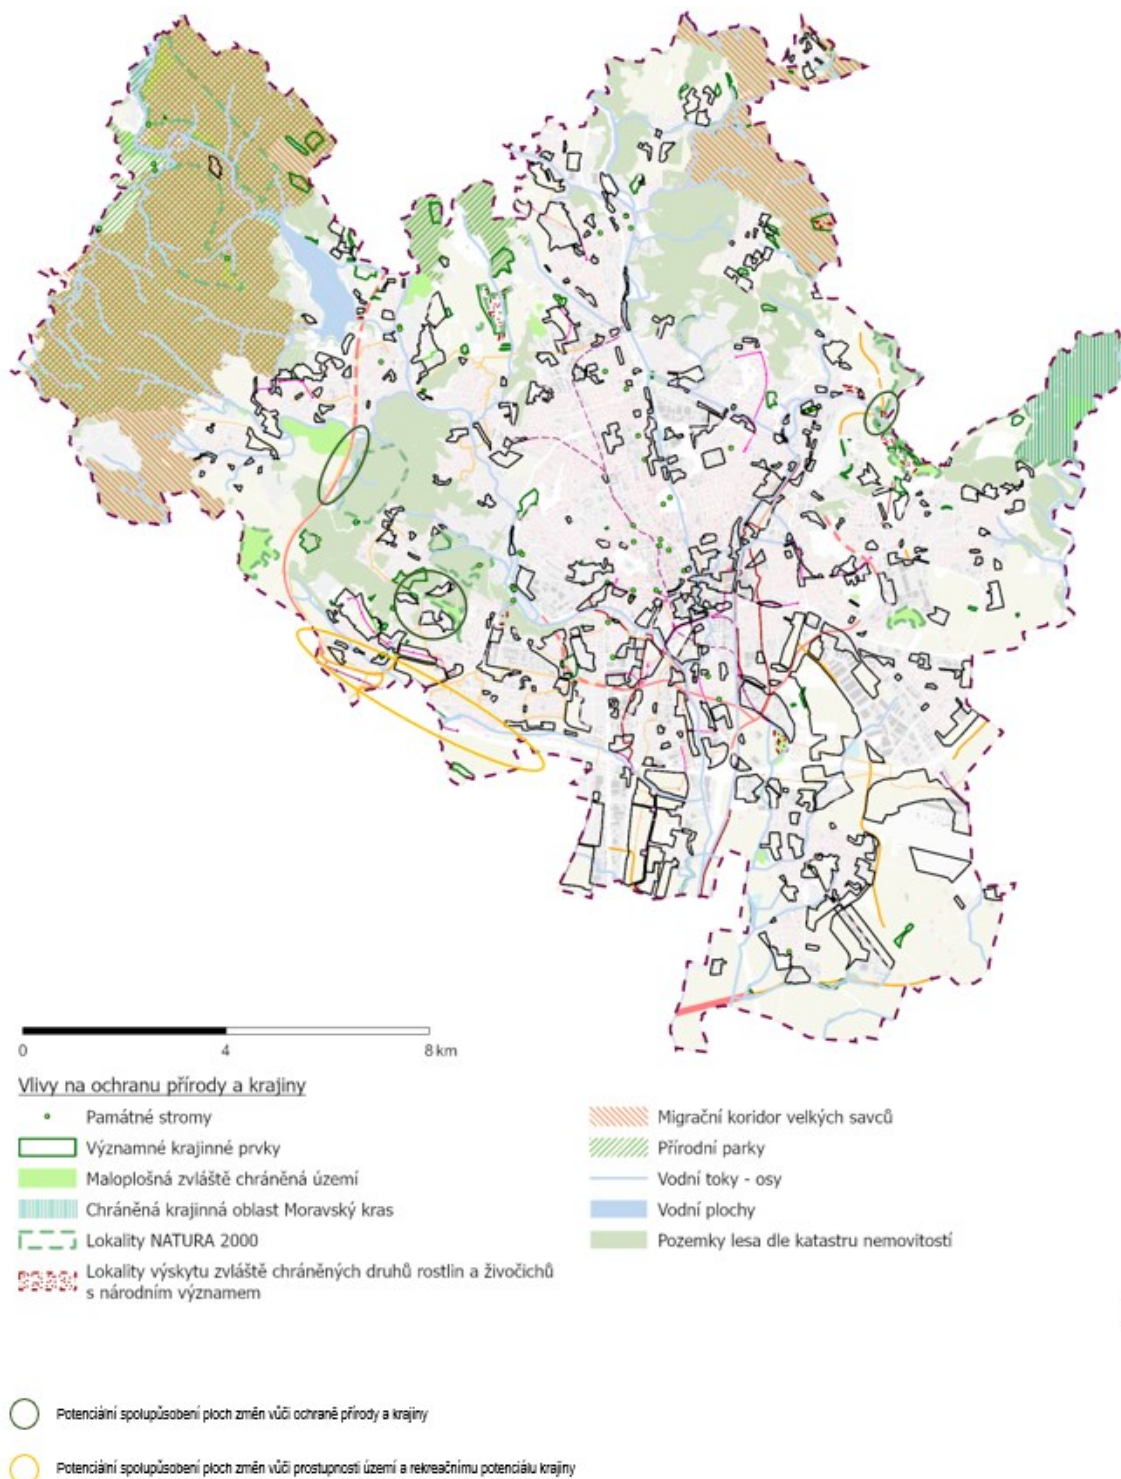 0 4 8 km
Vlivy na ochranu přírody a krajiny
Památné stromy
Významné krajinné prvky
Maloplošná zvláště chráněná území
Chráněná krajinná oblast Moravský kras
Lokality NATURA 2000
Lokality výskytu zvláště chráněných druhů rostlin a živočichů
s národním významem
Migrační koridor velkých savců
Přírodní parky
Vodní toky - osy
Vodní plochy
Pozemky lesa dle katastru nemovitostí
Potenciální spolupůsobení ploch změn vůči ochraně přírody a krajiny
Potenciální spolupůsobení ploch změn vůči prostupnosti území a rekreačnímu potenciálu krajiny